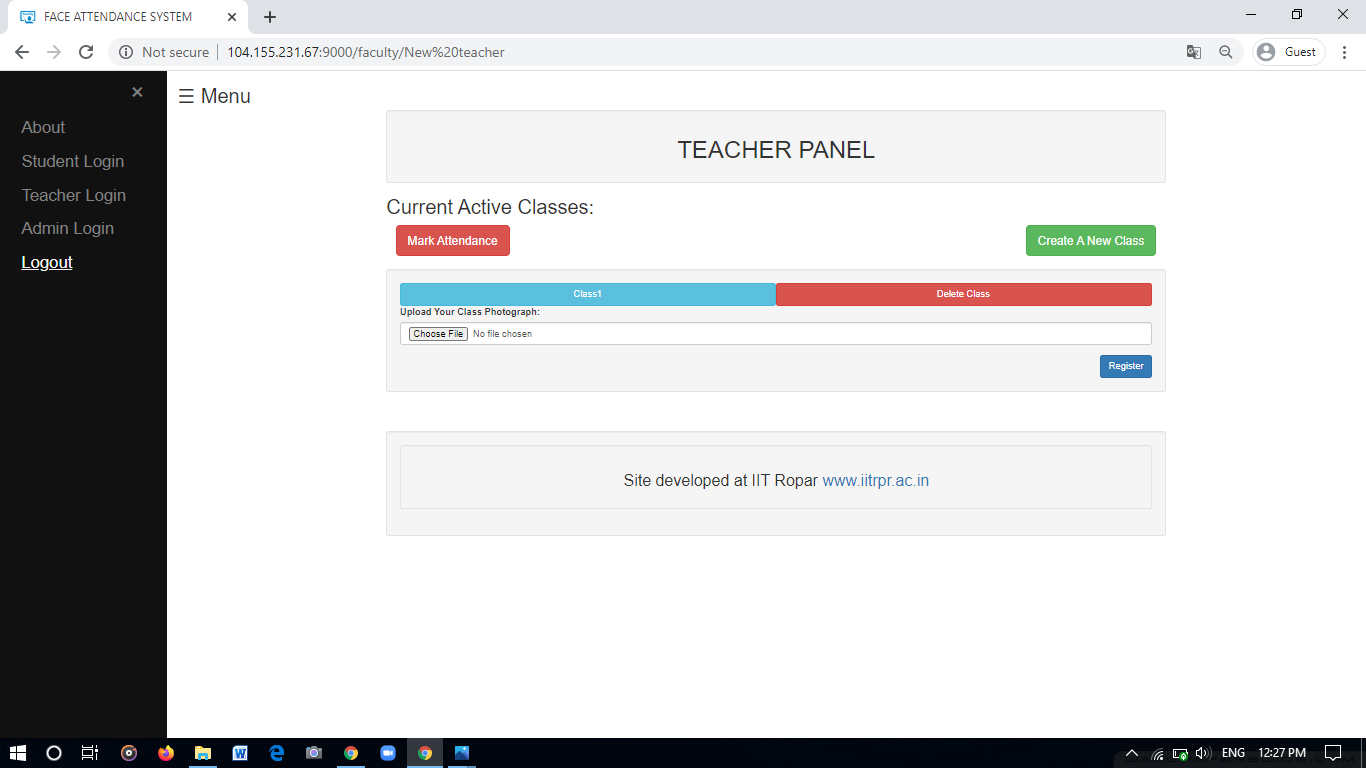 FACE ATTENDANCE SYSTEM
Not secure
104.155.231.67:9000/faculty/New%20teacher
Guest
About
Student Login
Teacher Login
Admin Login
Logout
☰ Menu
TEACHER PANEL
Current Active Classes:
Mark Attendance
Create A New Class
Class1
Delete Class
Upload Your Class Photograph:
Choose File No file chosen
Register
Site developed at IIT Ropar www.iitrpr.ac.in
ENG
12:27 PM